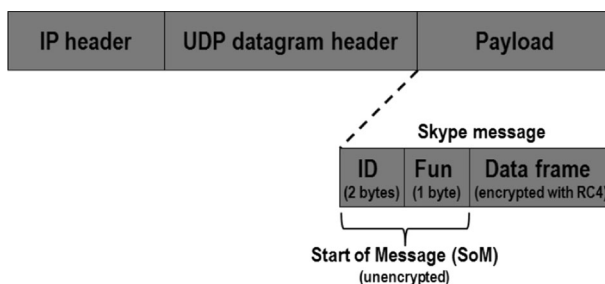 IP header UDP datagram header Payload
Skype message
ID Fun Data frame
(2 bytes) (1 byte) (encrypted with RC4)
Start of Message (SoM)
(unencrypted)